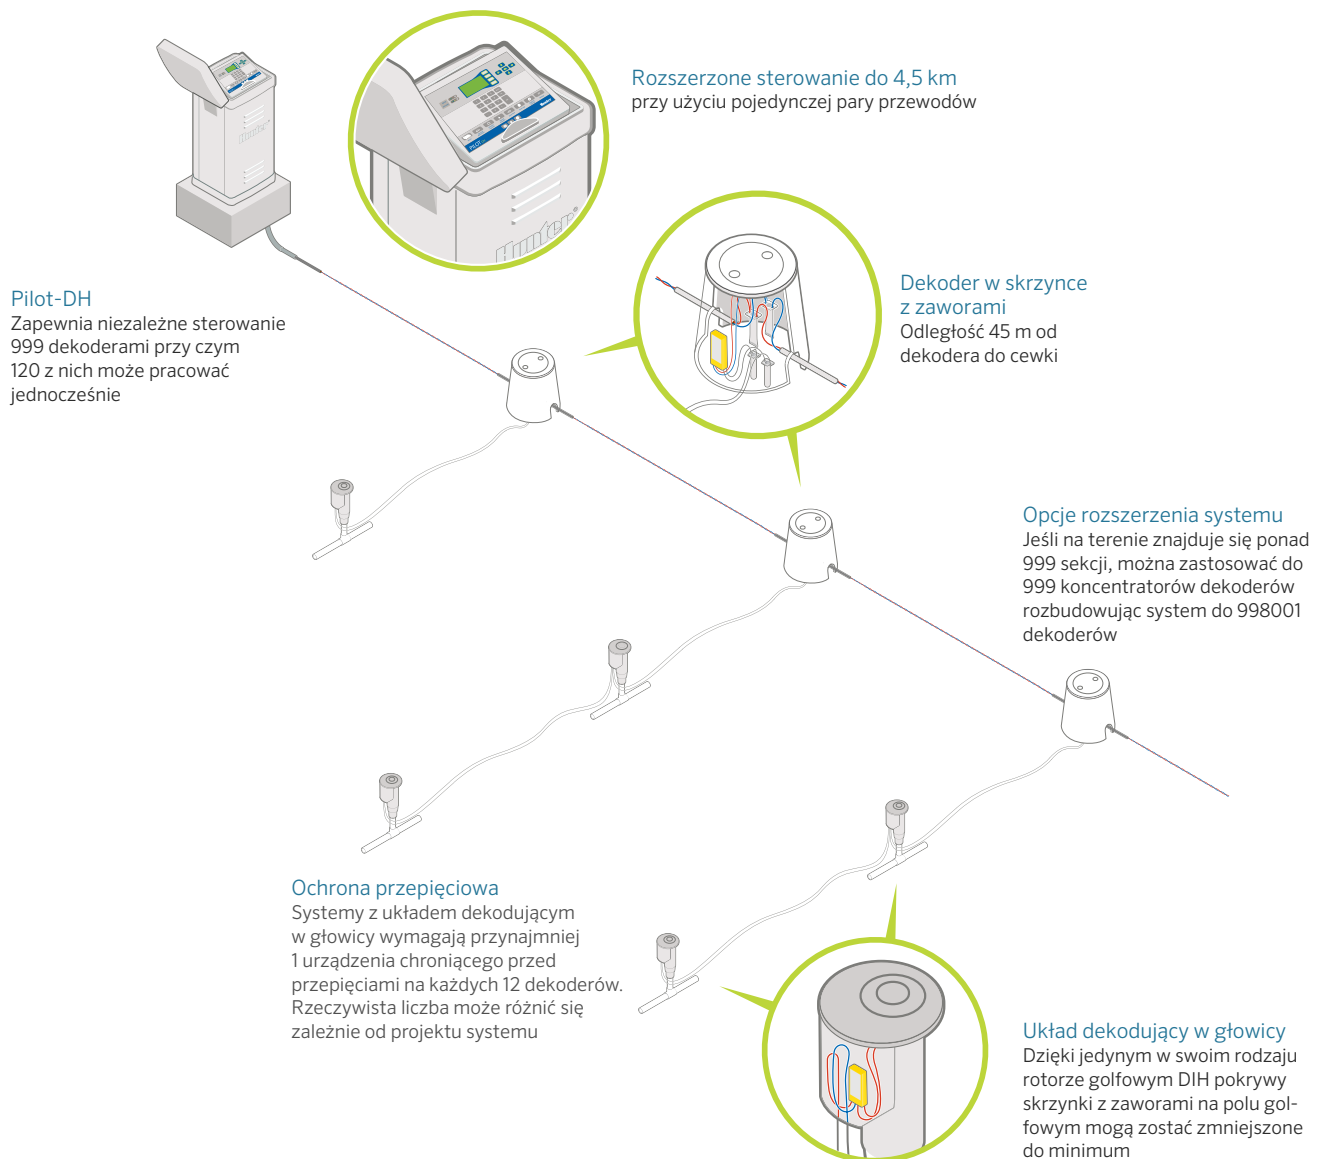 Rozszerzone sterowanie do 4,5 km
przy użyciu pojedynczej pary przewodów
PILOT
Hunter
Pilot-DH
Zapewnia niezależne sterowanie
999 dekoderami przy czym
120 z nich może pracować
jednocześnie
Dekoder w skrzynce
z zaworami
Odległość 45 m od
dekodera do cewki
Opcje rozszerzenia systemu
Jeśli na terenie znajduje się ponad
999 sekcji, można zastosować do
999 koncentratorów dekoderów
rozbudowując system do 998001
dekoderów
Ochrona przepięciowa
Systemy z układem dekodującym
w głowicy wymagają przynajmniej
1 urządzenia chroniącego przed
przepięciami na każdych 12 dekoderów.
Rzeczywista liczba może różnić się
zależnie od projektu systemu
Układ dekodujący w głowicy
Dzięki jedynym w swoim rodzaju
rotorze golfowym DIH pokrywy
skrzynki z zaworami na polu gol-
fowym mogą zostać zmniejszone
do minimum